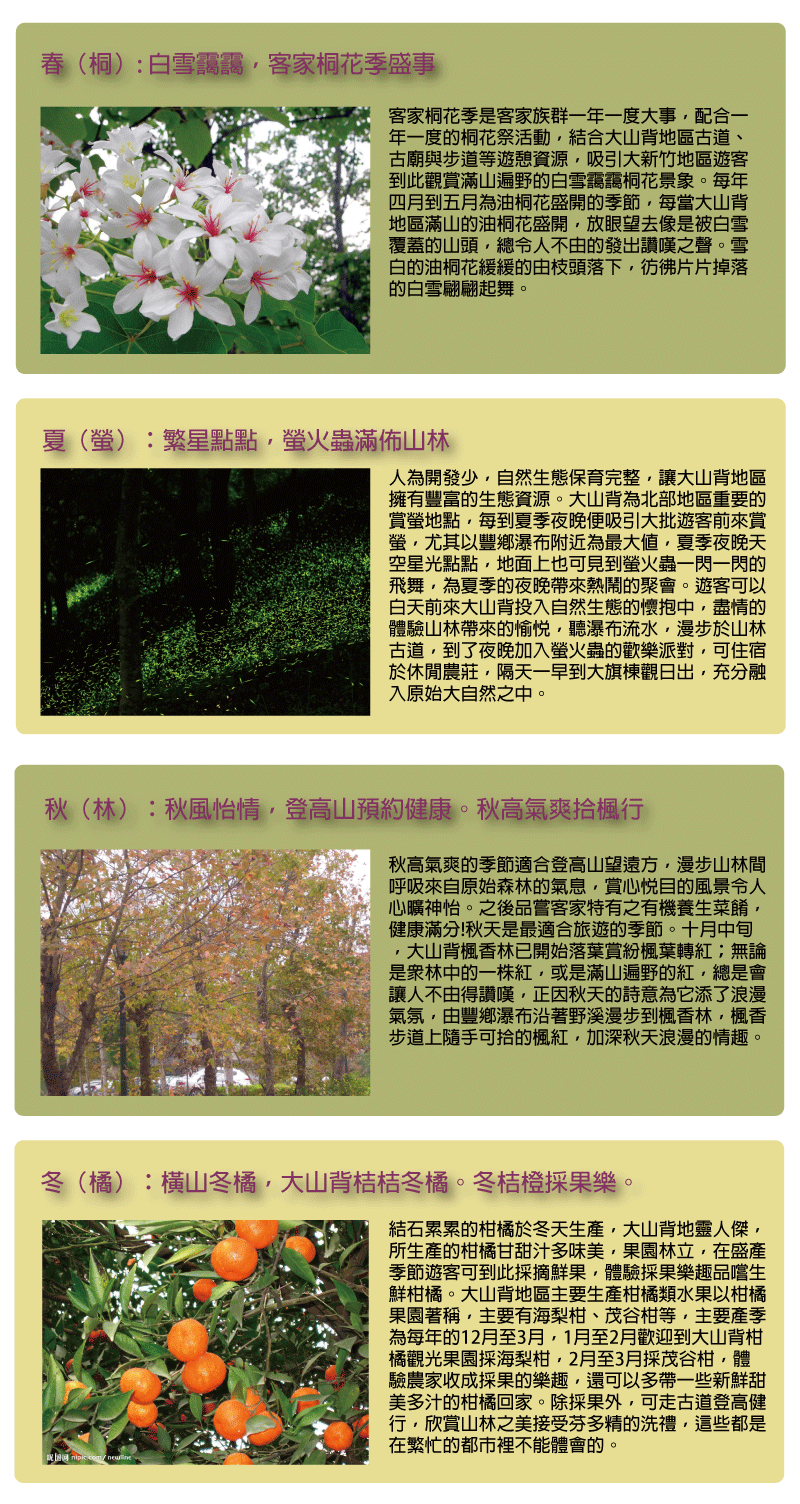 春（桐）: 白雪靄靄，客家桐花季盛事
客家桐花季是客家族群一年一度大事，配合一
年一度的桐花祭活動，結合大山背地區古道、
古廟與步道等遊憩資源，吸引大新竹地區遊客
到此觀賞滿山遍野的白雪靄靄桐花景象。每年
四月到五月為油桐花盛開的季節，每當大山背
地區滿山的油桐花盛開，放眼望去像是被白雪
覆蓋的山頭，總令人不由的發出讚嘆之聲。雪
白的油桐花緩緩的由枝頭落下，彷彿片片掉落
的白雪翩翩起舞。
夏（螢）：繁星點點，螢火蟲滿佈山林
人為開發少，自然生態保育完整，讓大山背地區
擁有豐富的生態資源。大山背為北部地區重要的
賞螢地點，每到夏季夜晚便吸引大批遊客前來賞
螢，尤其以豐鄉瀑布附近為最大值，夏季夜晚天
空星光點點，地面上也可見到螢火蟲一閃一閃的
飛舞，為夏季的夜晚帶來熱鬧的聚會。遊客可以
白天前來大山背投入自然生態的懷抱中，盡情的
體驗山林帶來的愉悅，聽瀑布流水，漫步於山林
古道，到了夜晚加入螢火蟲的歡樂派對，可住宿
於休閒農莊，隔天一早到大旗棟觀日出，充分融
入原始大自然之中。
秋（林）：秋風怡情，登高山預約健康。秋高氣爽拾楓行
秋高氣爽的季節適合登高山望遠方，漫步山林間
呼吸來自原始森林的氣息，賞心悅目的風景令人
心曠神怡。之後品嘗客家特有之有機養生菜餚，
健康滿分!秋天是最適合旅遊的季節。十月中旬
，大山背楓香林已開始落葉賞紛楓葉轉紅；無論
是衆林中的一株紅，或是滿山遍野的紅，總是會
讓人不由得讚嘆，正因秋天的詩意為它添了浪漫
氣氛，由豐鄉瀑布沿著野溪漫步到楓香林，楓香
步道上隨手可拾的楓紅，加深秋天浪漫的情趣。
冬（橘）：橫山冬橘，大山背桔桔冬橘。冬桔橙採果樂。
結石累累的柑橘於冬天生產，大山背地靈人傑，
所生產的柑橘甘甜汁多味美，果園林立，在盛產
季節遊客可到此採摘鮮果，體驗採果樂趣品嚐生
鮮柑橘。大山背地區主要生產柑橘類水果以柑橘
果園著稱，主要有海梨柑、茂谷柑等，主要產季
為每年的12月至3月，1月至2月歡迎到大山背柑
橘觀光果園採海梨柑，2月至3月採茂谷柑，體
驗農家收成採果的樂趣，還可以多帶一些新鮮甜
美多汁的柑橘回家。除採果外，可走古道登高健
行，欣賞山林之美接受芬多精的洗禮，這些都是
在繁忙的都市裡不能體會的。
昵图网 nipic.com / newline